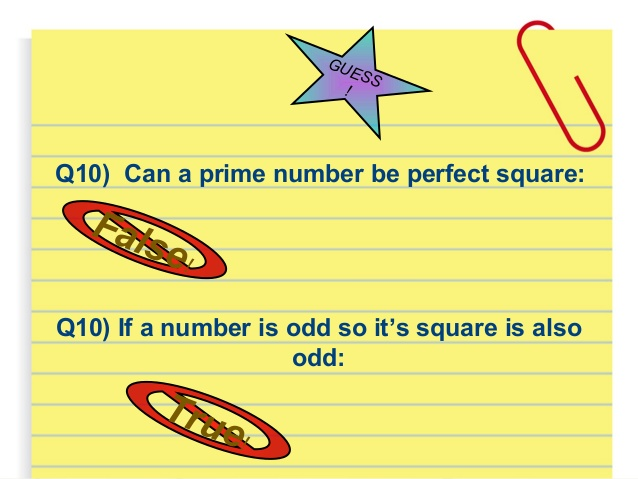 GUESS
!
Q10)  Can a prime number be perfect square:
False!
Q10) If a number is odd so it’s square is also
odd:
True!